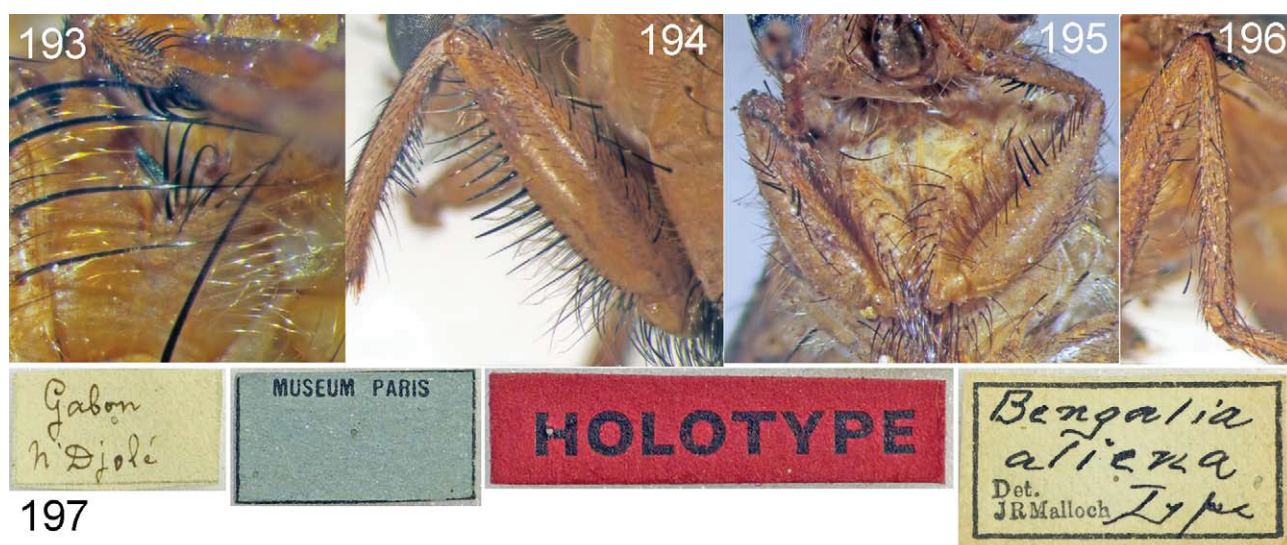 193
194
195
196
Gabon
N'Djolé
MUSEUM PARIS
HOLOTYPE
Bengalia
aliena
Det.
JRMalloch Type
197